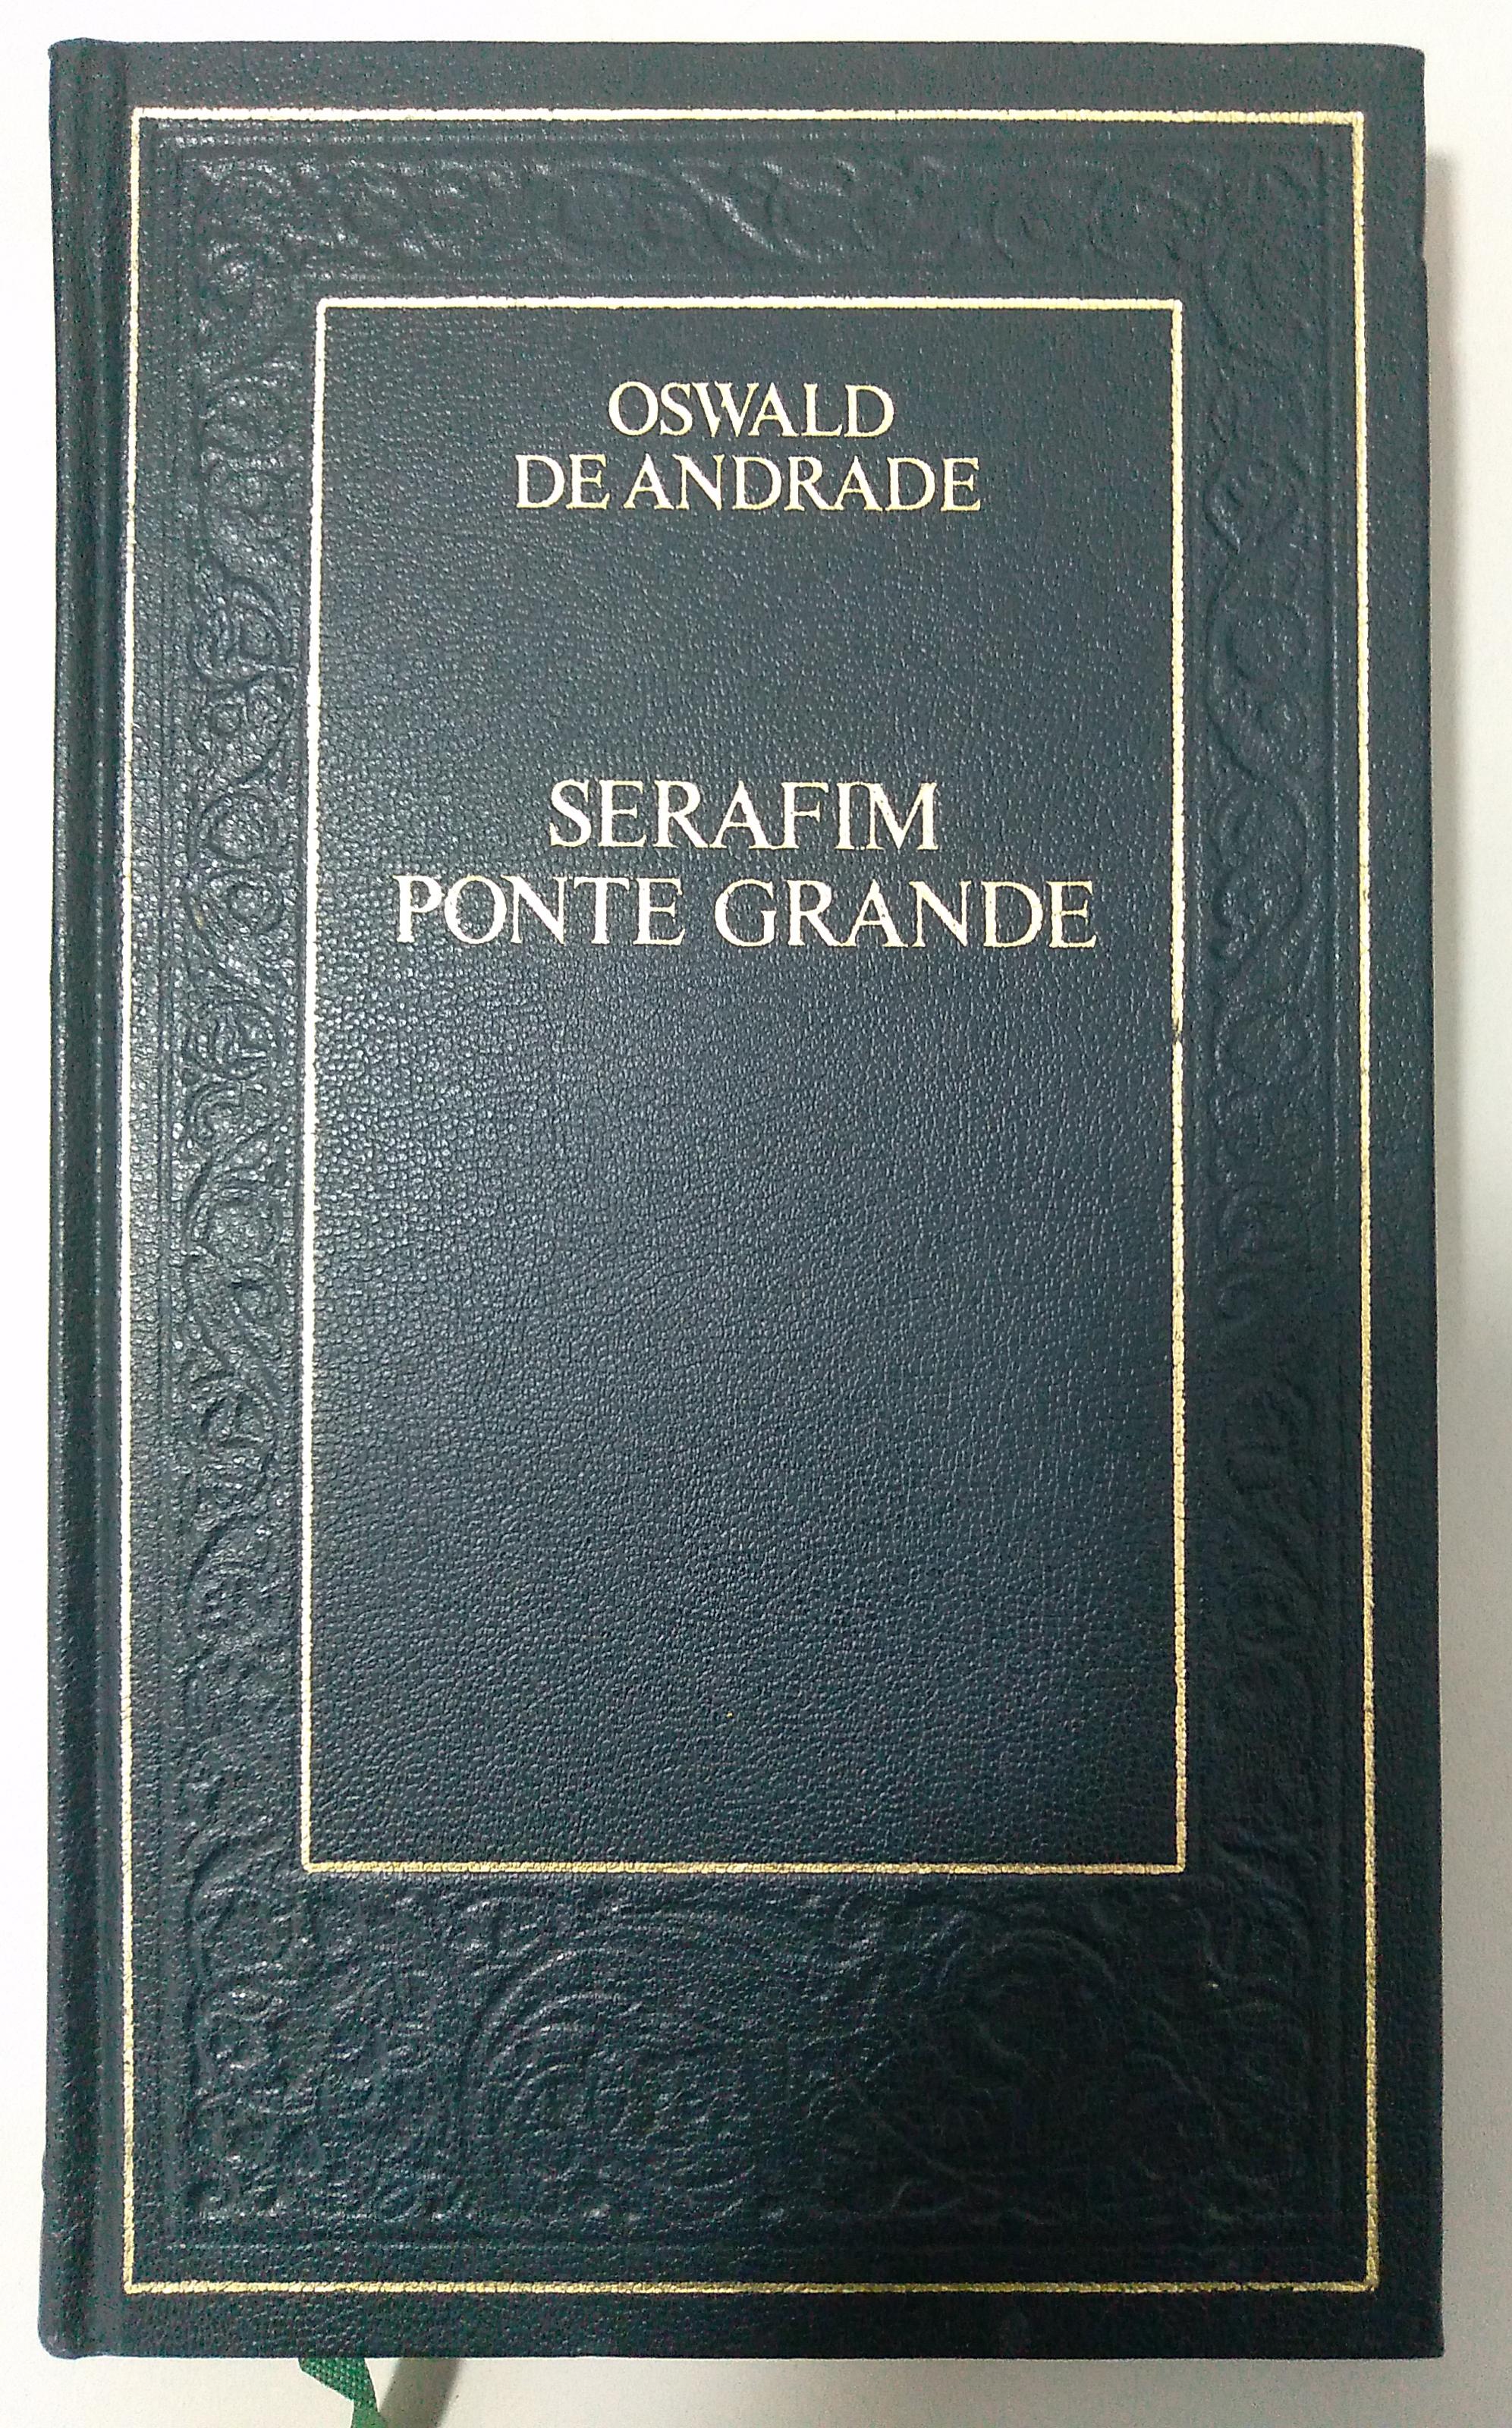 OSWALD
DE ANDRADE
SERAFIM
PONTE GRANDE